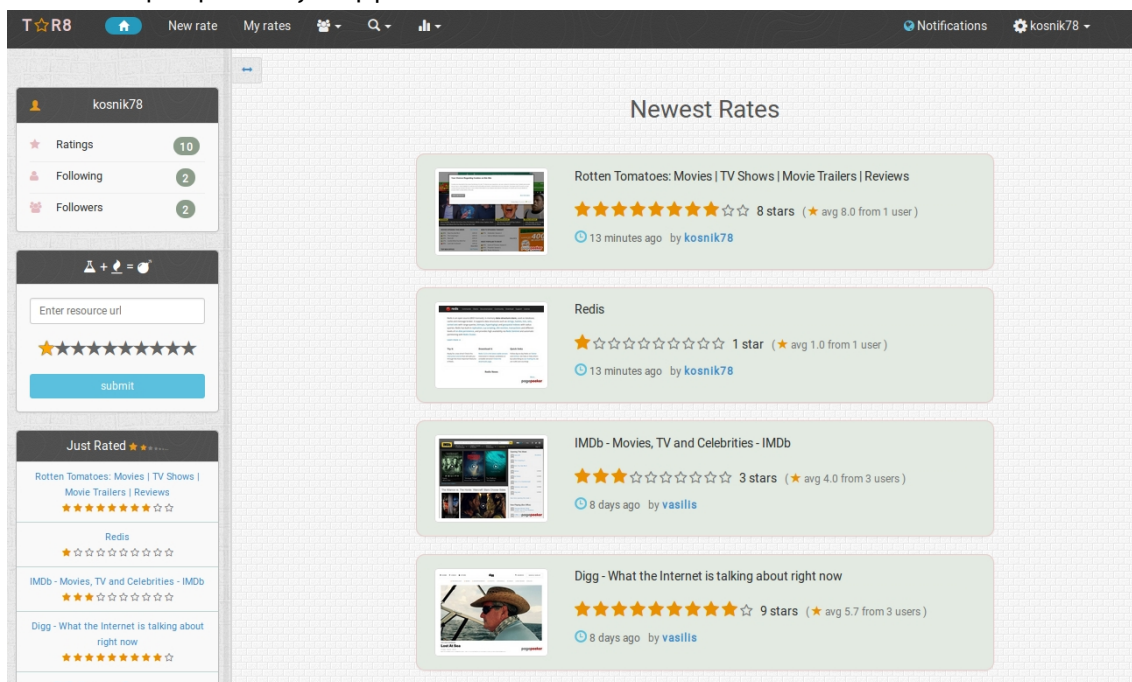 T☆R8 New rate My rates Notifications kosnik78
kosnik78
Ratings 10
Following 2
Followers 2
+ =
Enter resource url
submit
Just Rated
Rotten Tomatoes: Movies | TV Shows |
Movie Trailers | Reviews
Redis
IMDb - Movies, TV and Celebrities - IMDb
Digg - What the Internet is talking about
right now
Newest Rates
Rotten Tomatoes: Movies | TV Shows | Movie Trailers | Reviews
8 stars (★ avg 8.0 from 1 user )
13 minutes ago by kosnik78
Redis
1 star (★ avg 1.0 from 1 user )
13 minutes ago by kosnik78
IMDb - Movies, TV and Celebrities - IMDb
3 stars (★ avg 4.0 from 3 users )
8 days ago by vasilis
Digg - What the Internet is talking about right now
9 stars (★ avg 5.7 from 3 users )
8 days ago by vasilis